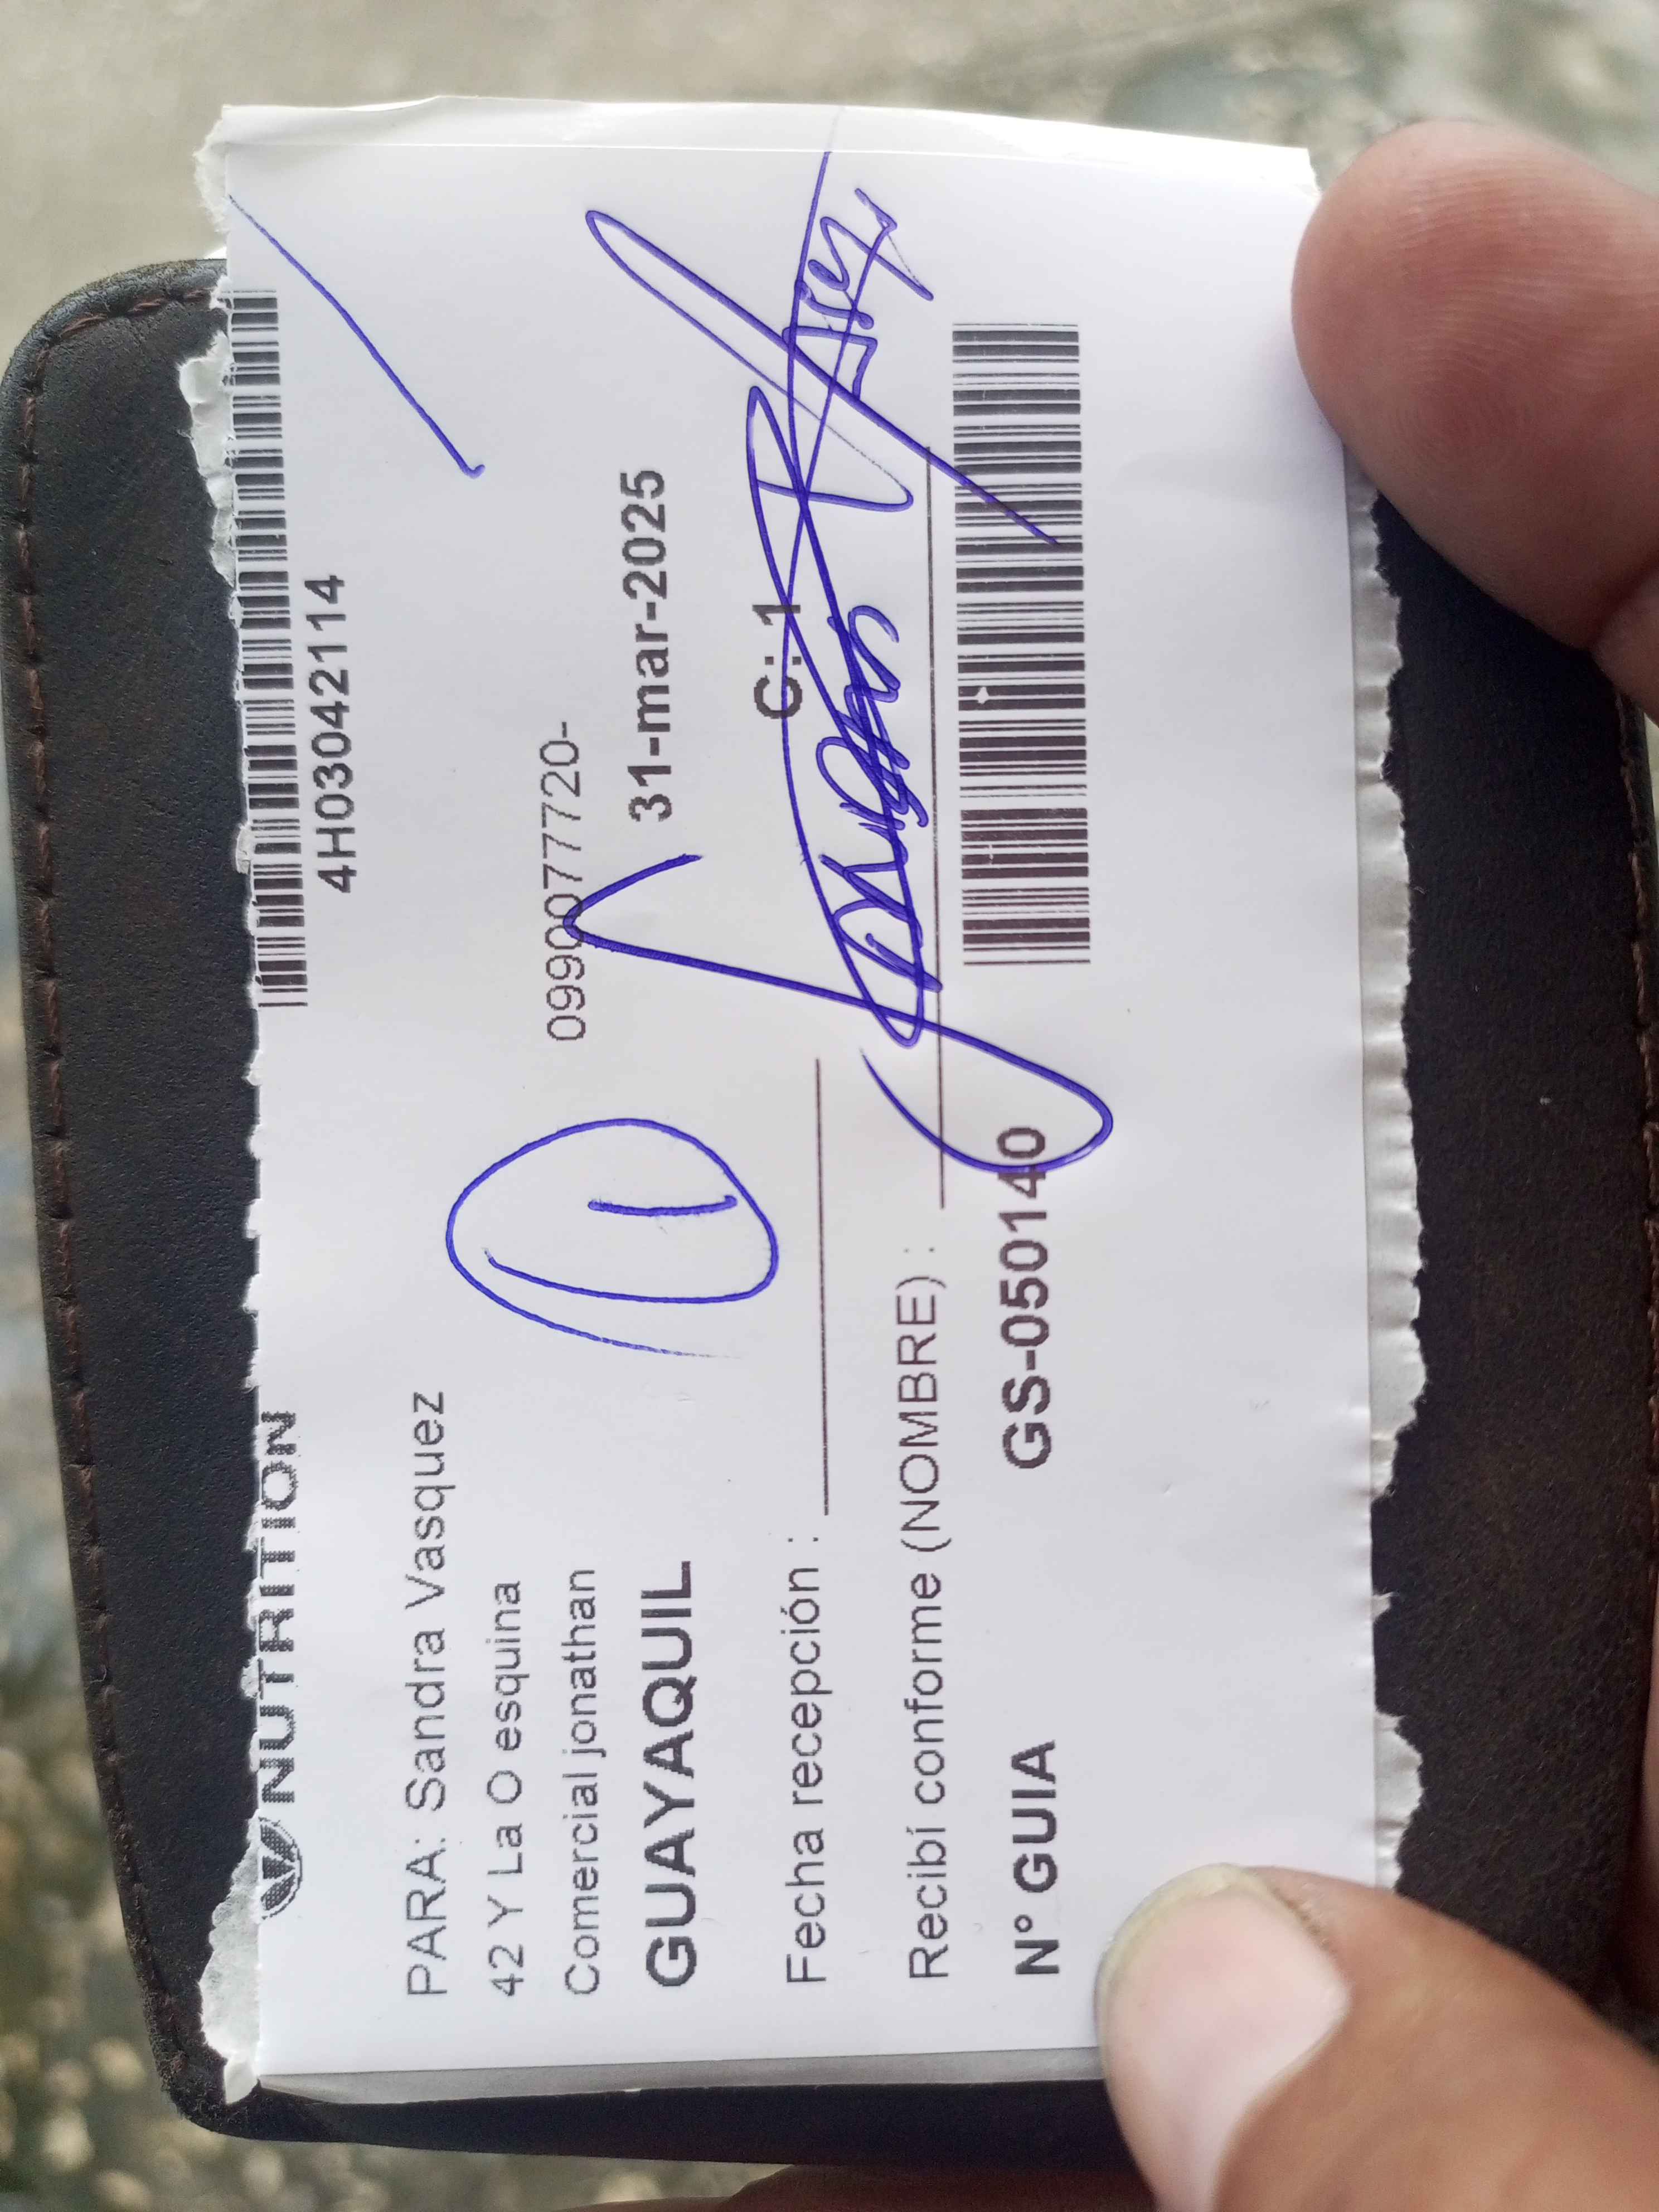 NUTRITION
4H03042114
PARA: Sandra Vasquez
42 Y La O esquina
Comercial jonathan 0990777720-
GUAYAQUIL 31-mar-2025
Fecha recepción : C: 1
Recibí conforme (NOMBRE) :
N° GUIA GS-050140